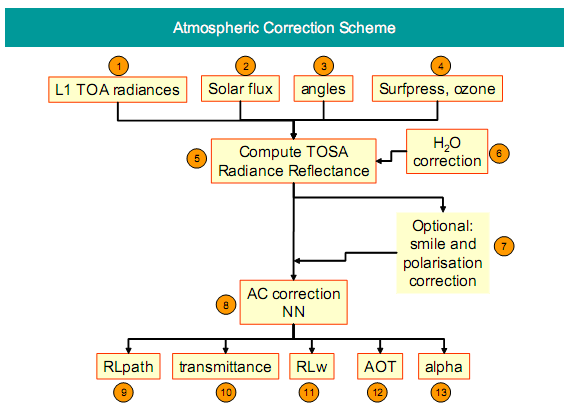 Atmospheric Correction Scheme
1
2
3
4
L1 TOA radiances
Solar flux
angles
Surfpress, ozone
5
Compute TOSA
Radiance Reflectance
H2O
correction
6
Optional:
smile and
polarisation
correction
7
8
AC correction
NN
RLpath
transmittance
RLw
AOT
alpha
9
10
11
12
13